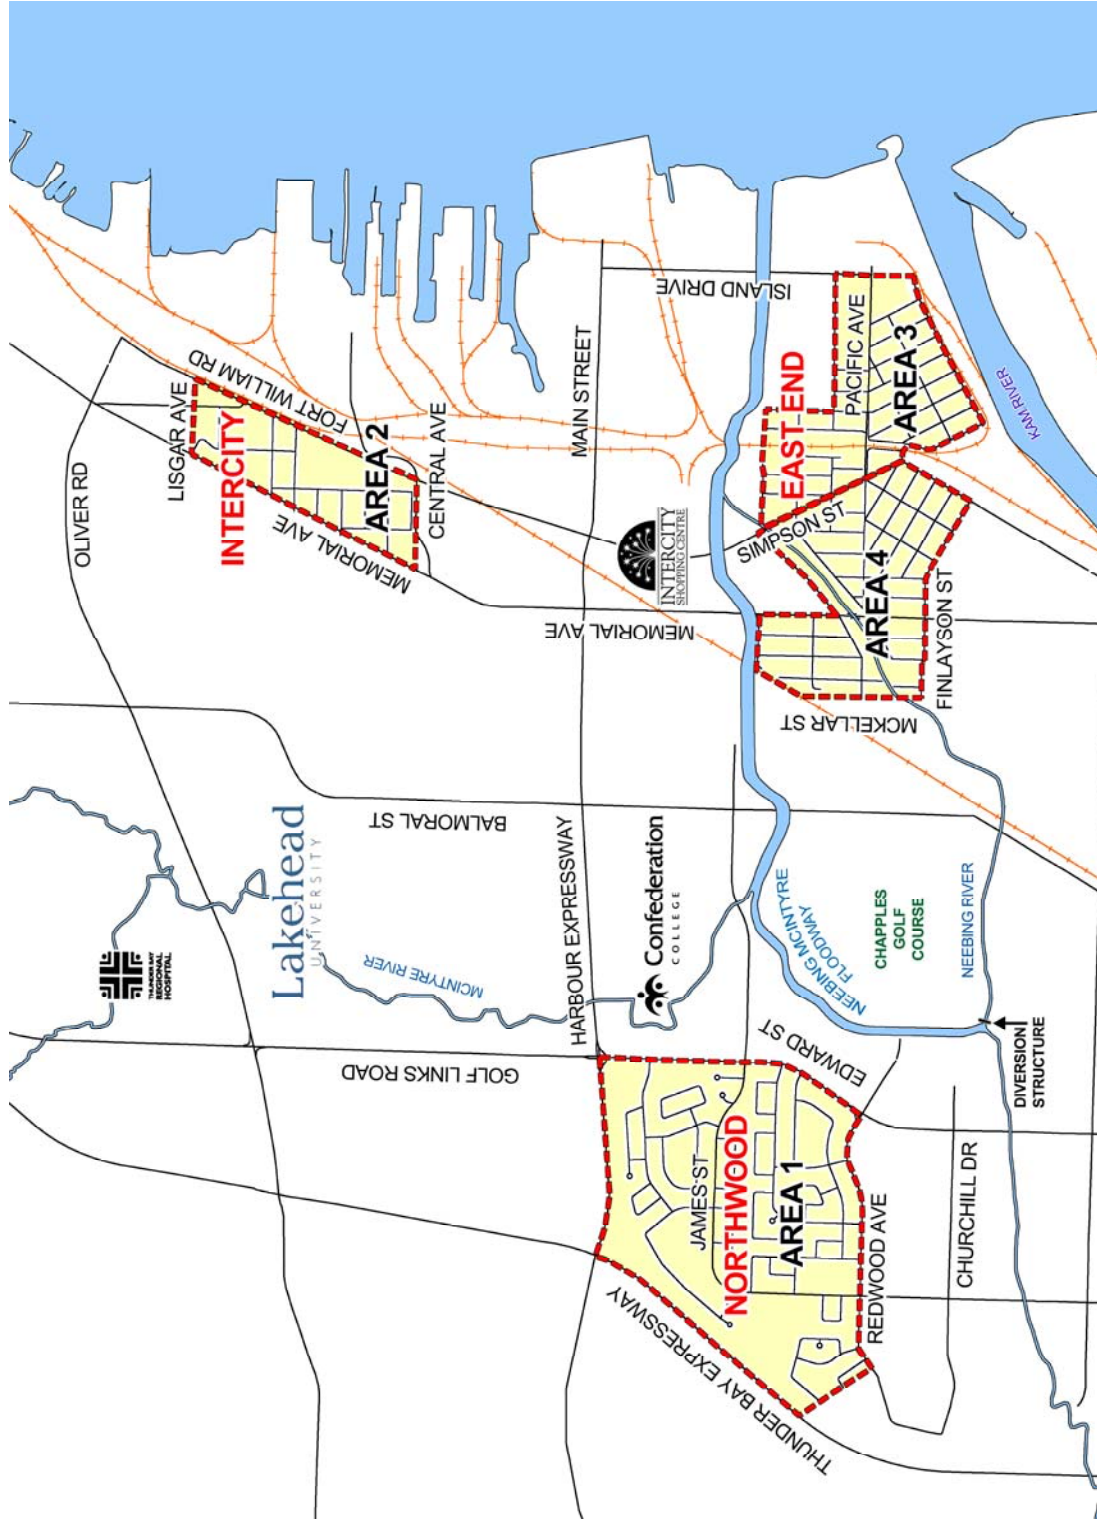 OLIVER RD
THUNDER BAY
REGIONAL
HOSPITAL
LISGAR AVE
INTERCITY
FORT WILLIAM RD
MEMORIAL AVE
AREA 2
CENTRAL AVE
Lakehead
UNIVERSITY
BALMORAL ST
MCINTYRE RIVER
GOLF LINKS ROAD
HARBOUR EXPRESSWAY
MAIN STREET
MEMORIAL AVE
INTERCITY
SHOPPING CENTRE
ISLAND DRIVE
Confederation
COLLEGE
THUNDER BAY EXPRESSWAY
JAMES ST
NORTHWOOD
AREA 1
EDWARD ST
REDWOOD AVE
NEEBING MCINTYRE
FLOODWAY
SIMPSON ST
EAST END
PACIFIC AVE
AREA 3
AREA 4
MCKELLAR ST
FINLAYSON ST
CHAPPLES
GOLF
COURSE
NEEBING RIVER
CHURCHILL DR
DIVERSION
STRUCTURE
KAM RIVER